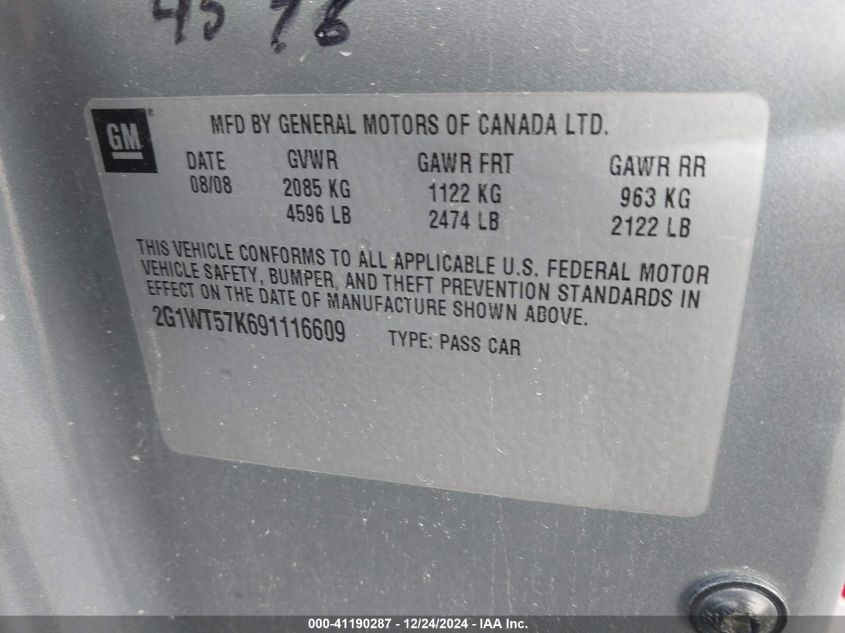 45 76
GM
MFD BY GENERAL MOTORS OF CANADA LTD.
DATE GVWR GAWR FRT GAWR RR
08/08 2085 KG 1122 KG 963 KG
4596 LB 2474 LB 2122 LB
THIS VEHICLE CONFORMS TO ALL APPLICABLE U.S. FEDERAL MOTOR
VEHICLE SAFETY, BUMPER, AND THEFT PREVENTION STANDARDS IN
EFFECT ON THE DATE OF MANUFACTURE SHOWN ABOVE.
2G1WT57K691116609 TYPE: PASS CAR
000-41190287 - 12/24/2024 - IAA Inc.